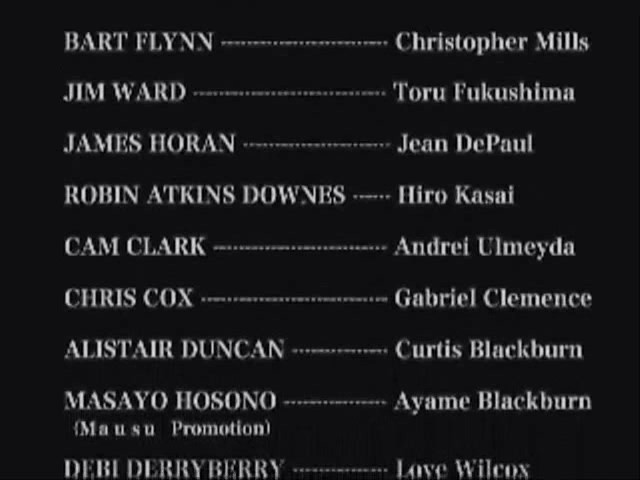 BART FLYNN ---------------------- Christopher Mills
JIM WARD ------------------------- Toru Fukushima
JAMES HORAN ------------------- Jean DePaul
ROBIN ATKINS DOWNES ----- Hiro Kasai
CAM CLARK ---------------------- Andrei Ulmeyda
CHRIS COX ------------------------ Gabriel Clemence
ALISTAIR DUNCAN ------------ Curtis Blackburn
MASAYO HOSONO ------------- Ayame Blackburn
(Mausu Promotion)
DEBI DERRYBERRY ------------ Love Wilcox